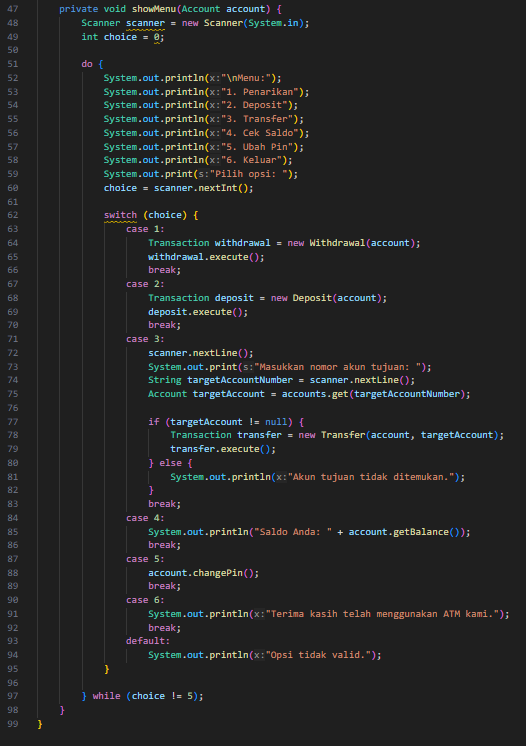 47 private void showMenu(Account account) {
48 Scanner scanner = new Scanner(System.in);
49 int choice = 0;
50
51 do {
52 System.out.println(x:"\nMenu:");
53 System.out.println(x:"1. Penarikan");
54 System.out.println(x:"2. Deposit");
55 System.out.println(x:"3. Transfer");
56 System.out.println(x:"4. Cek Saldo");
57 System.out.println(x:"5. Ubah Pin");
58 System.out.println(x:"6. Keluar");
59 System.out.print(s:"Pilih opsi: ");
60 choice = scanner.nextInt();
61
62 switch (choice) {
63 case 1:
64 Transaction withdrawal = new Withdrawal(account);
65 withdrawal.execute();
66 break;
67 case 2:
68 Transaction deposit = new Deposit(account);
69 deposit.execute();
70 break;
71 case 3:
72 scanner.nextLine();
73 System.out.print(s:"Masukkan nomor akun tujuan: ");
74 String targetAccountNumber = scanner.nextLine();
75 Account targetAccount = accounts.get(targetAccountNumber);
76
77 if (targetAccount != null) {
78 Transaction transfer = new Transfer(account, targetAccount);
79 transfer.execute();
80 } else {
81 System.out.println(x:"Akun tujuan tidak ditemukan.");
82 }
83 break;
84 case 4:
85 System.out.println("Saldo Anda: " + account.getBalance());
86 break;
87 case 5:
88 account.changePin();
89 break;
90 case 6:
91 System.out.println(x:"Terima kasih telah menggunakan ATM kami.");
92 break;
93 default:
94 System.out.println(x:"Opsi tidak valid.");
95 }
96
97 } while (choice != 5);
98 }
99 }